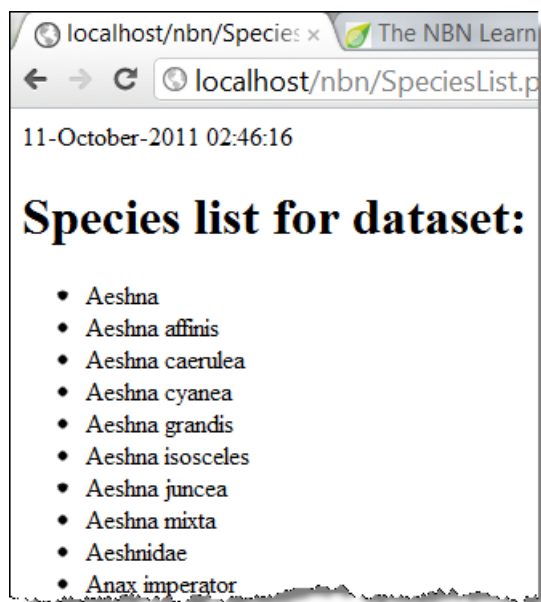 localhost/nbn/Species
The NBN Learn
localhost/nbn/SpeciesList.p
11-October-2011 02:46:16
Species list for dataset:
Aeshna
Aeshna affinis
Aeshna caerulea
Aeshna cyanea
Aeshna grandis
Aeshna isosceles
Aeshna juncea
Aeshna mixta
Aeshnidae
Anax imperator